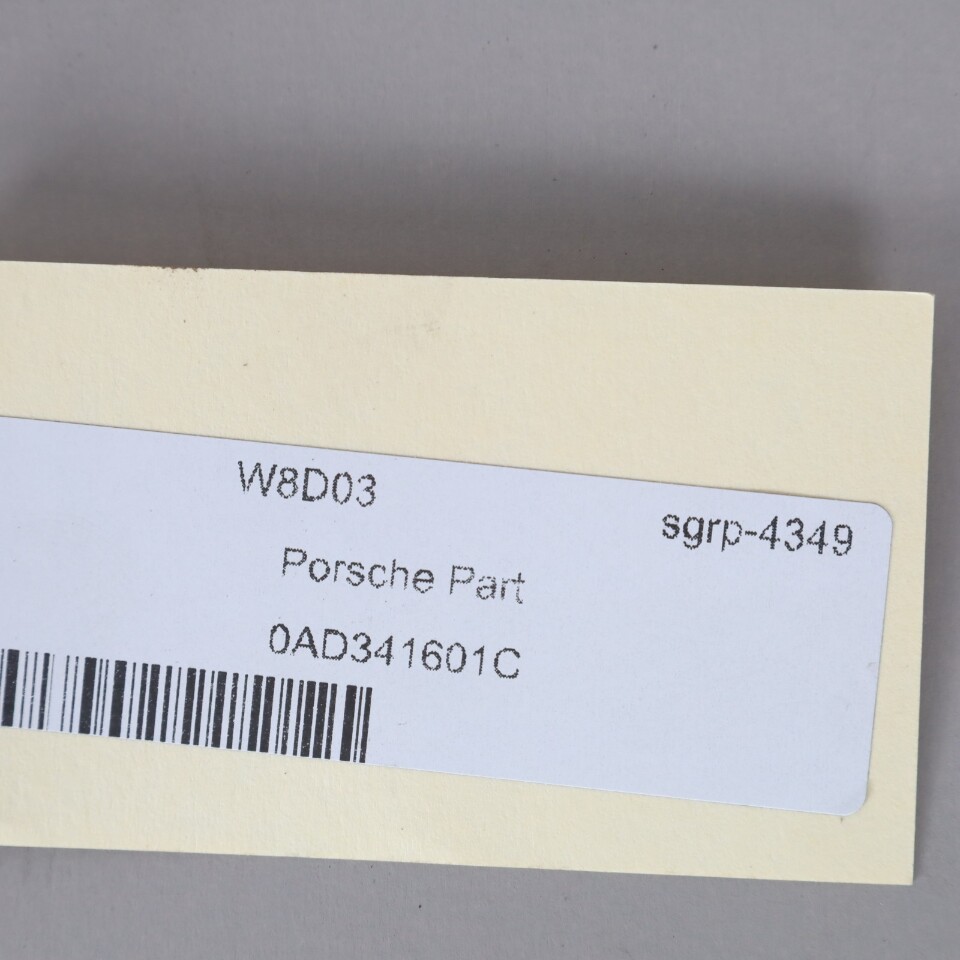 W8D03
sgrp-4349
Porsche Part
0AD341601C